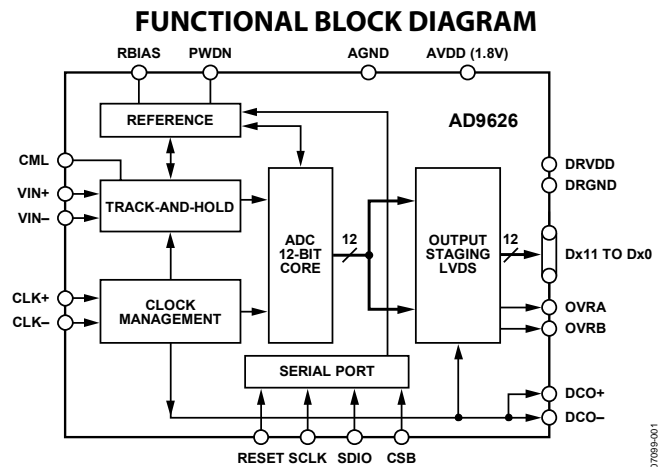 FUNCTIONAL BLOCK DIAGRAM
RBIAS PWDN AGND AVDD (1.8V)
REFERENCE
AD9626
CML
VIN+
VIN–
TRACK-AND-HOLD
ADC
12-BIT
CORE
12
OUTPUT
STAGING
LVDS
12
DRVDD
DRGND
Dx11 TO Dx0
OVRA
OVRB
CLK+
CLK–
CLOCK
MANAGEMENT
SERIAL PORT
DCO+
DCO–
RESET SCLK SDIO CSB
07099-001